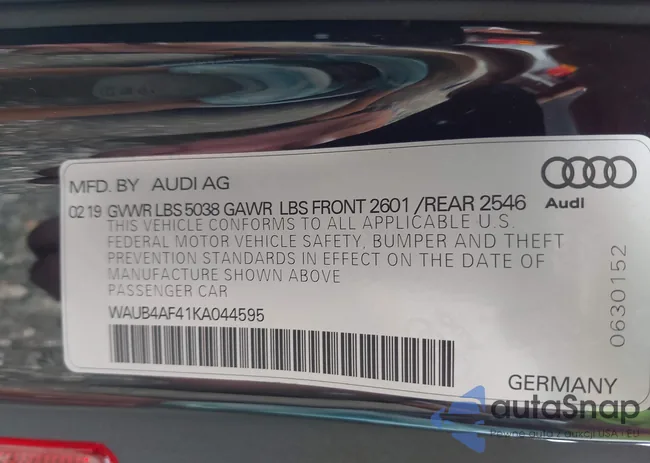 MFD. BY AUDI AG
Audi
02 19 GVWR LBS 5038 GAWR LBS FRONT 2601 /REAR 2546
THIS VEHICLE CONFORMS TO ALL APPLICABLE U.S.
FEDERAL MOTOR VEHICLE SAFETY, BUMPER AND THEFT
PREVENTION STANDARDS IN EFFECT ON THE DATE OF
MANUFACTURE SHOWN ABOVE
PASSENGER CAR
WAUB4AF41KA044595
0630152
GERMANY
autoSnap